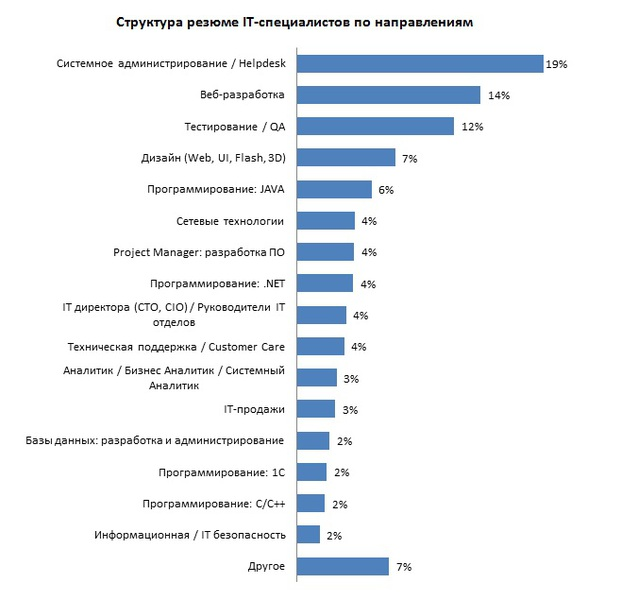 Структура резюме IT-специалистов по направлениям
Системное администрирование / Helpdesk 19%
Веб-разработка 14%
Тестирование / QA 12%
Дизайн (Web, UI, Flash, 3D) 7%
Программирование: JAVA 6%
Сетевые технологии 4%
Project Manager: разработка ПО 4%
Программирование: .NET 4%
IT директора (CTO, CIO) / Руководители IT
отделов 4%
Техническая поддержка / Customer Care 4%
Аналитик / Бизнес Аналитик / Системный
Аналитик 3%
IT-продажи 3%
Базы данных: разработка и администрирование 2%
Программирование: 1С 2%
Программирование: C/C++ 2%
Информационная / IT безопасность 2%
Другое 7%